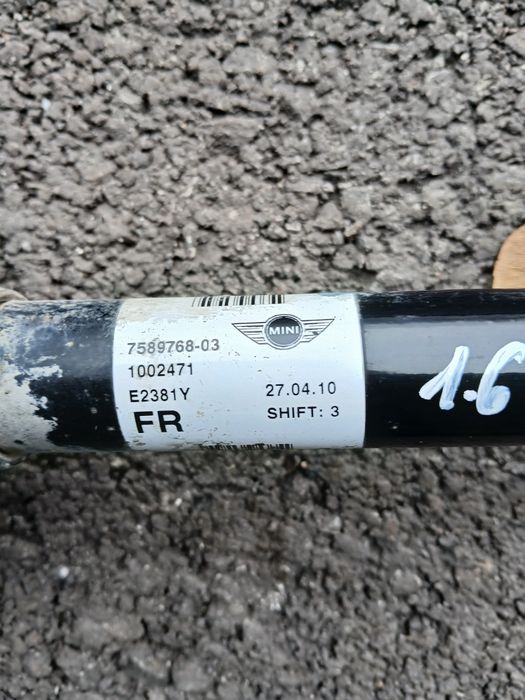 MINI
7589768-03
1002471
E2381Y
27.04.10
FR
SHIFT: 3
1.6